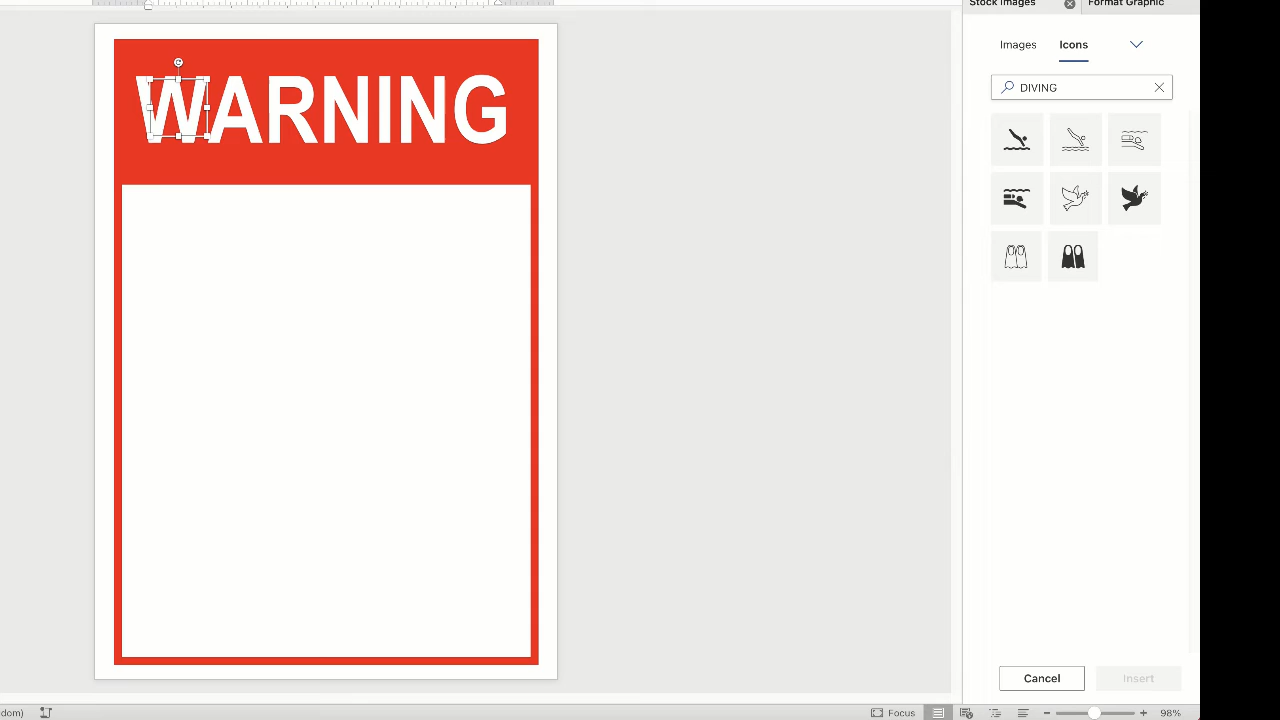 Stock Images
Format Graphic
Images
Icons
DIVING
WARNING
Cancel
Insert
dom)
Focus
98%